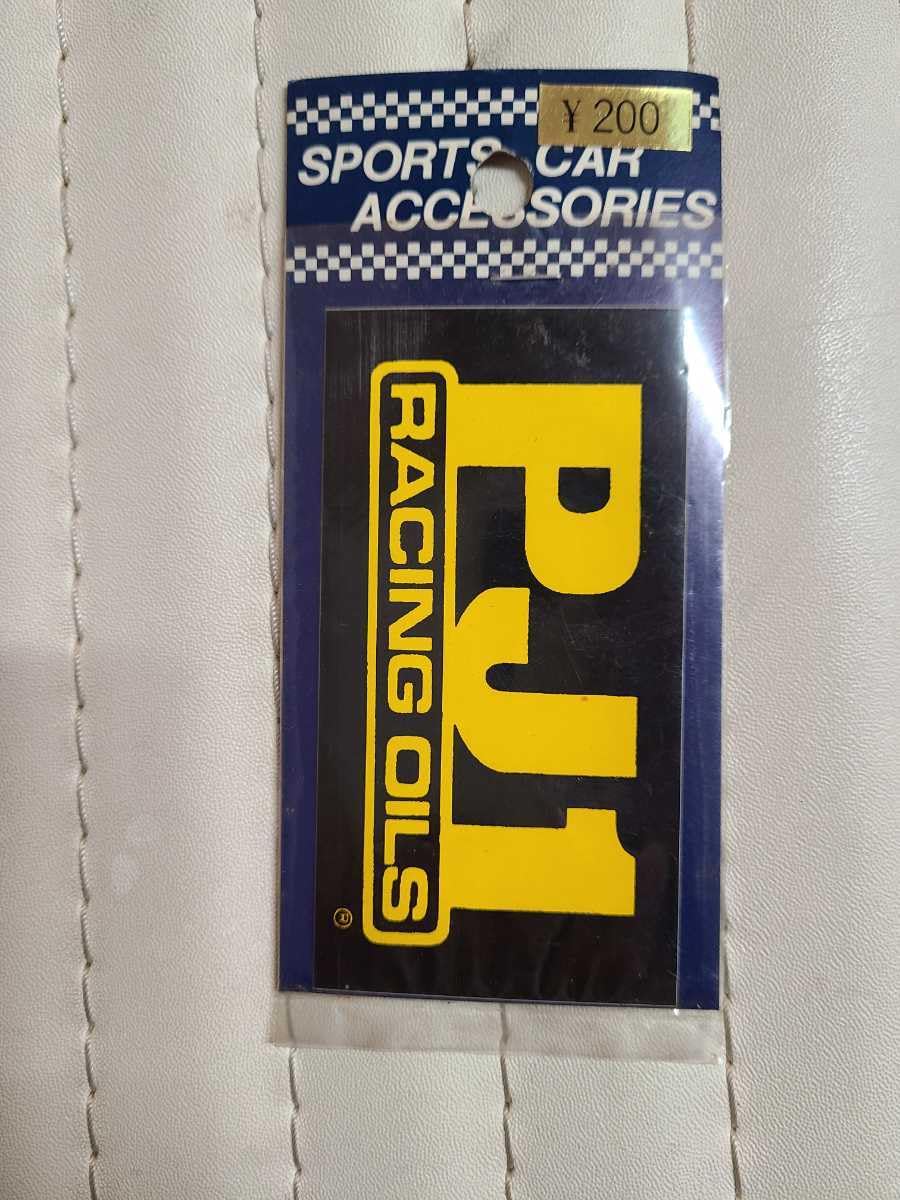 ¥200
SPORTS CAR
ACCESSORIES
PJ1
RACING OILS